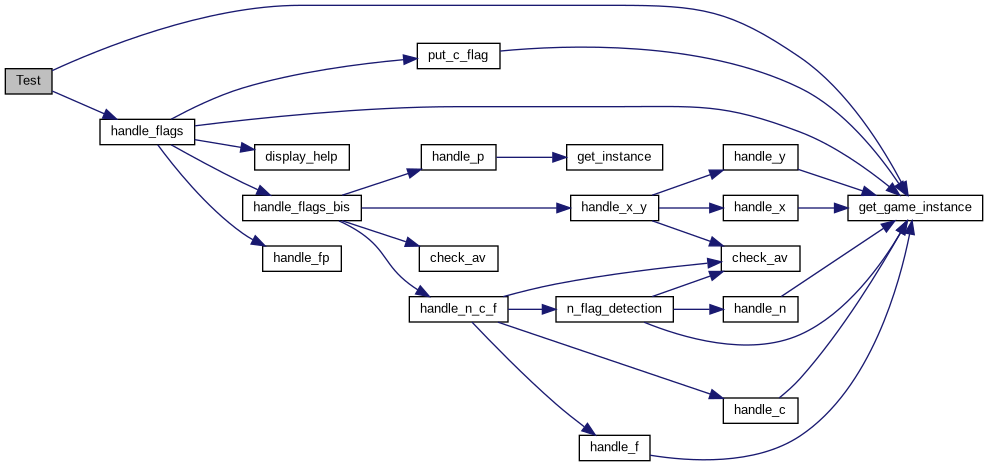 Test
handle_flags
put_c_flag
display_help
handle_flags_bis
handle_fp
handle_p
check_av
handle_n_c_f
get_instance
handle_x_y
n_flag_detection
handle_f
handle_y
handle_x
check_av
handle_n
handle_c
get_game_instance